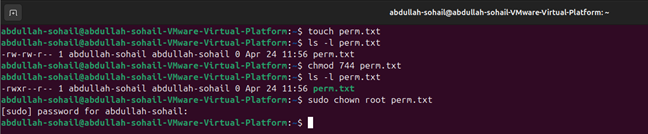 abdullah-sohail@abdullah-sohail-VMware-Virtual-Platform: ~
abdullah-sohail@abdullah-sohail-VMware-Virtual-Platform:~$ touch perm.txt
abdullah-sohail@abdullah-sohail-VMware-Virtual-Platform:~$ ls -l perm.txt
-rw-rw-r-- 1 abdullah-sohail abdullah-sohail 0 Apr 24 11:56 perm.txt
abdullah-sohail@abdullah-sohail-VMware-Virtual-Platform:~$ chmod 744 perm.txt
abdullah-sohail@abdullah-sohail-VMware-Virtual-Platform:~$ ls -l perm.txt
-rwxr--r-- 1 abdullah-sohail abdullah-sohail 0 Apr 24 11:56 perm.txt
abdullah-sohail@abdullah-sohail-VMware-Virtual-Platform:~$ sudo chown root perm.txt
[sudo] password for abdullah-sohail:
abdullah-sohail@abdullah-sohail-VMware-Virtual-Platform:~$